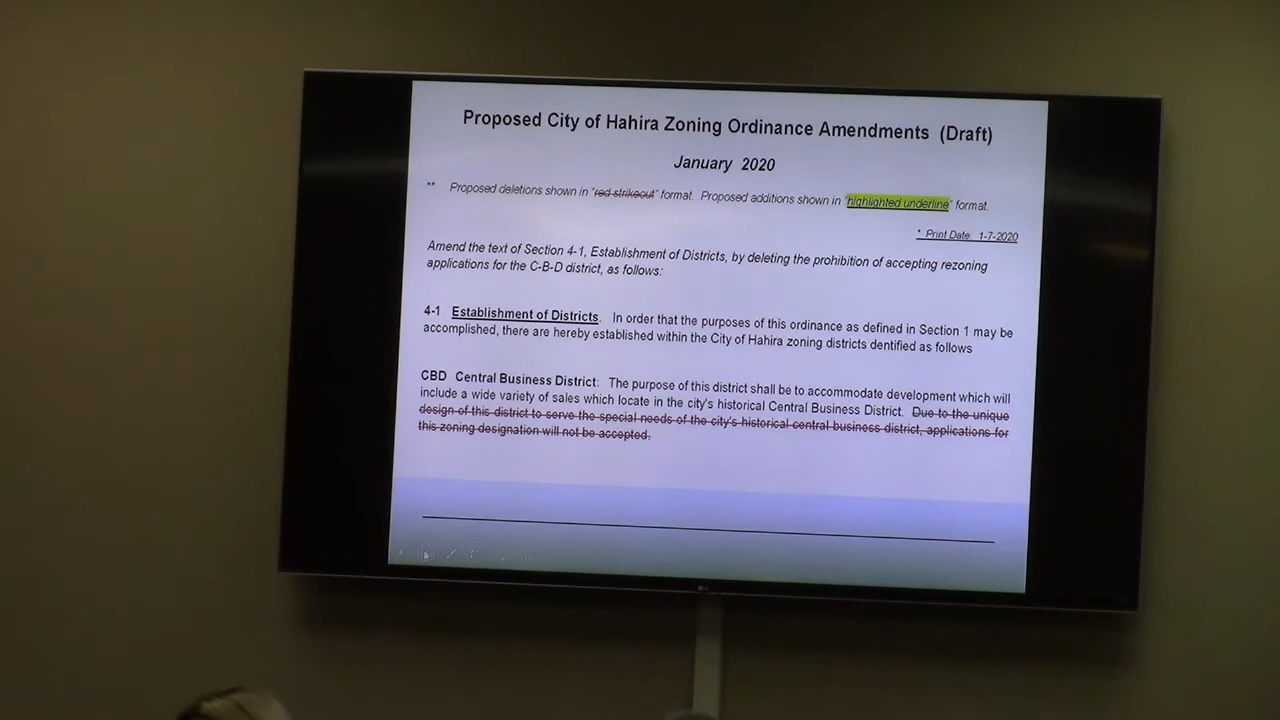 Proposed City of Hahira Zoning Ordinance Amendments (Draft)
January 2020
** Proposed deletions shown in "red strikeout" format. Proposed additions shown in "highlighted underline" format.
* Print Date: 1-7-2020
Amend the text of Section 4-1, Establishment of Districts, by deleting the prohibition of accepting rezoning
applications for the C-B-D district, as follows:
4-1 Establishment of Districts. In order that the purposes of this ordinance as defined in Section 1 may be
accomplished, there are hereby established within the City of Hahira zoning districts dentified as follows
CBD Central Business District: The purpose of this district shall be to accommodate development which will
include a wide variety of sales which locate in the city's historical Central Business District. Due to the unique
design of this district to serve the special needs of the city's historical central business district, applications for
this zoning designation will not be accepted.
LG